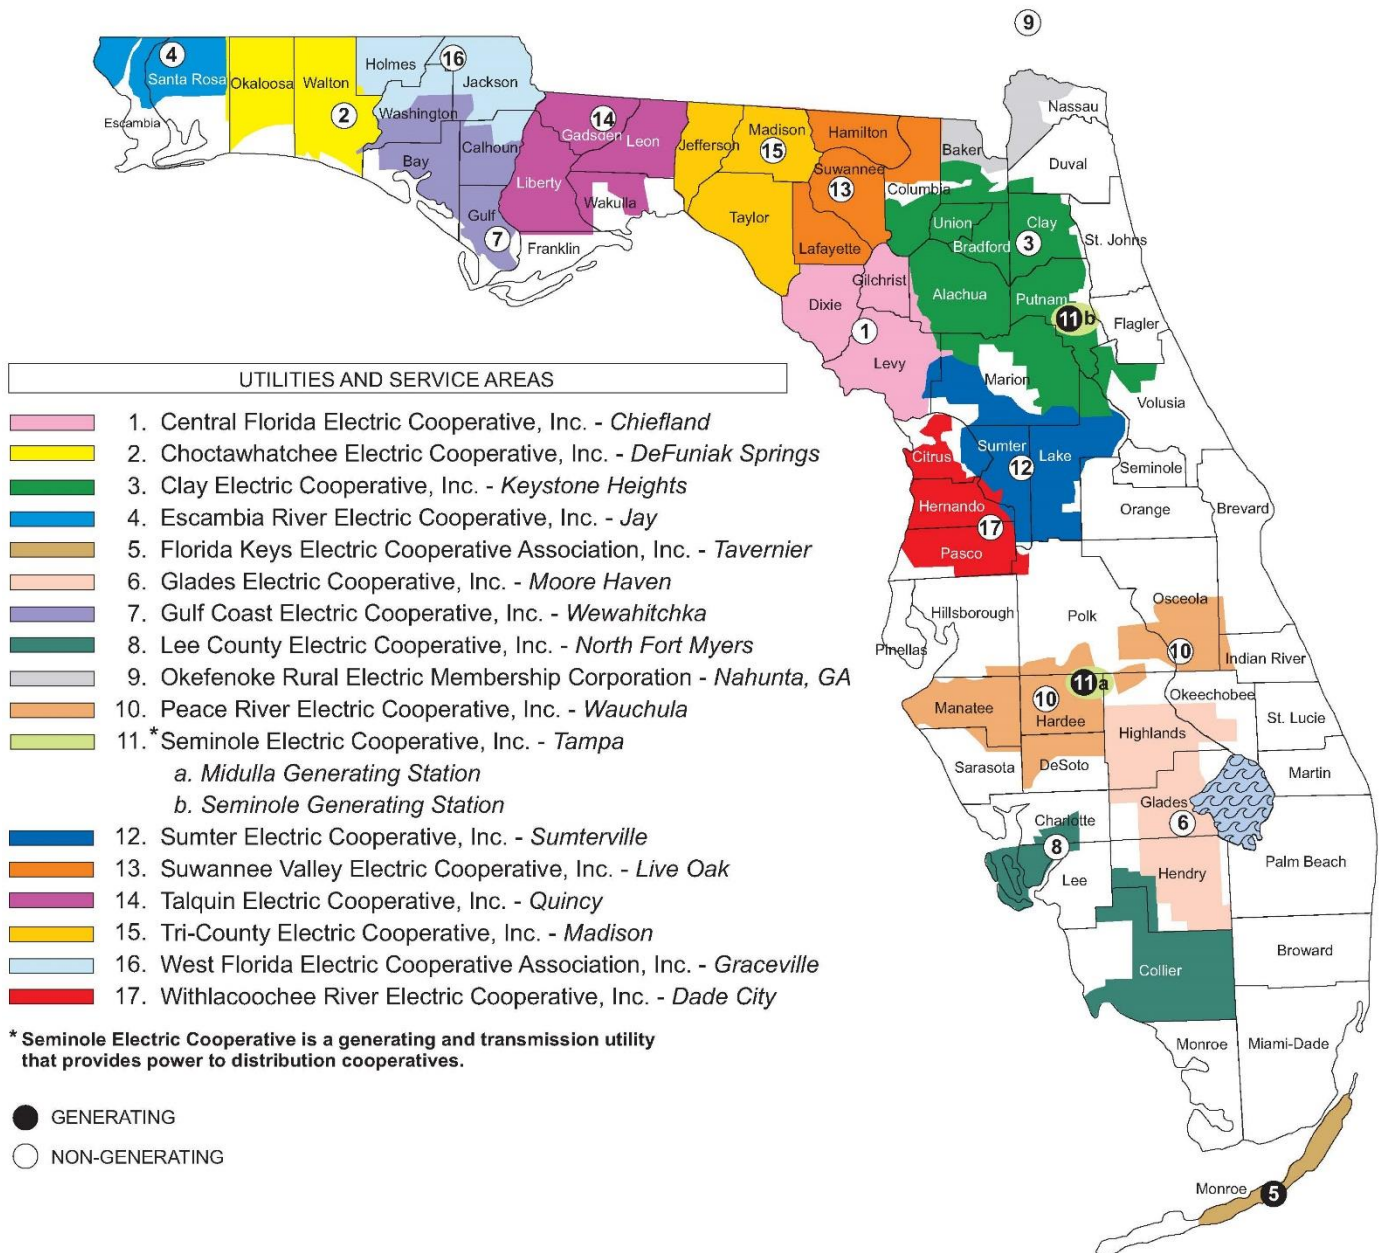 9
4
Santa Rosa
Escambia
Okaloosa
Walton
2
Holmes
16
Jackson
Washington
Bay
Calhoun
Gulf
7
Franklin
14
Gadsden
Leon
Liberty
Wakulla
Jefferson
Madison
15
Taylor
Hamilton
Suwannee
13
Lafayette
Columbia
Baker
Nassau
Duval
Union
Bradford
Clay
3
St. Johns
Gilchrist
Dixie
1
Levy
Alachua
Putnam
11 b
Flagler
Marion
Volusia
Citrus
Sumter
12
Lake
Seminole
Hernando
17
Pasco
Orange
Brevard
Hillsborough
Pinellas
Polk
Osceola
10
Indian River
11 a
Okeechobee
Manatee
10
Hardee
Highlands
St. Lucie
Sarasota
DeSoto
Martin
Charlotte
Glades
6
8
Lee
Hendry
Palm Beach
Collier
Broward
Monroe
Miami-Dade
Monroe
5
UTILITIES AND SERVICE AREAS
1. Central Florida Electric Cooperative, Inc. - Chiefland
2. Choctawhatchee Electric Cooperative, Inc. - DeFuniak Springs
3. Clay Electric Cooperative, Inc. - Keystone Heights
4. Escambia River Electric Cooperative, Inc. - Jay
5. Florida Keys Electric Cooperative Association, Inc. - Tavernier
6. Glades Electric Cooperative, Inc. - Moore Haven
7. Gulf Coast Electric Cooperative, Inc. - Wewahitchka
8. Lee County Electric Cooperative, Inc. - North Fort Myers
9. Okefenoke Rural Electric Membership Corporation - Nahunta, GA
10. Peace River Electric Cooperative, Inc. - Wauchula
11.*Seminole Electric Cooperative, Inc. - Tampa
a. Midulla Generating Station
b. Seminole Generating Station
12. Sumter Electric Cooperative, Inc. - Sumterville
13. Suwannee Valley Electric Cooperative, Inc. - Live Oak
14. Talquin Electric Cooperative, Inc. - Quincy
15. Tri-County Electric Cooperative, Inc. - Madison
16. West Florida Electric Cooperative Association, Inc. - Graceville
17. Withlacoochee River Electric Cooperative, Inc. - Dade City
* Seminole Electric Cooperative is a generating and transmission utility
that provides power to distribution cooperatives.
GENERATING
NON-GENERATING